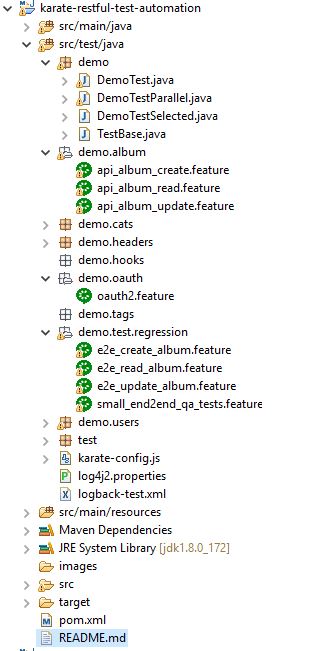 karate-restful-test-automation
src/main/java
src/test/java
demo
DemoTest.java
DemoTestParallel.java
DemoTestSelected.java
TestBase.java
demo.album
api_album_create.feature
api_album_read.feature
api_album_update.feature
demo.cats
demo.headers
demo.hooks
demo.oauth
oauth2.feature
demo.tags
demo.test.regression
e2e_create_album.feature
e2e_read_album.feature
e2e_update_album.feature
small_end2end_qa_tests.feature
demo.users
test
karate-config.js
log4j2.properties
logback-test.xml
src/main/resources
Maven Dependencies
JRE System Library [jdk1.8.0_172]
images
src
target
pom.xml
README.md